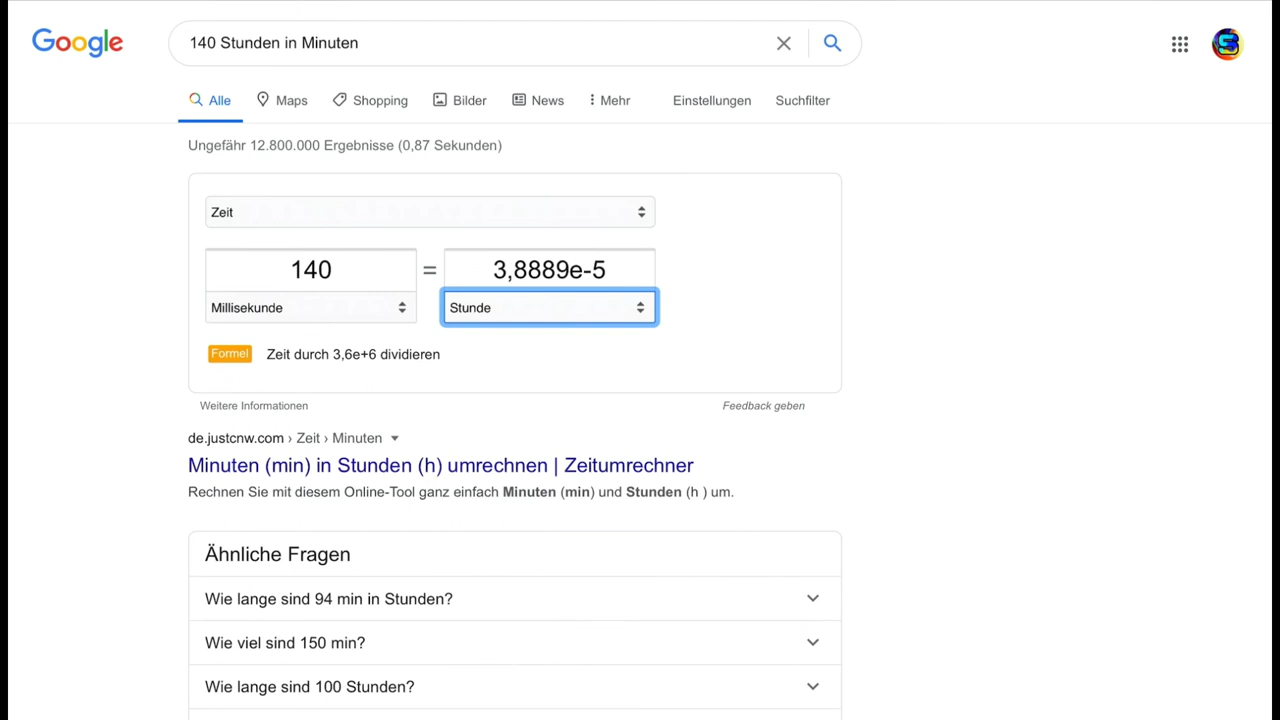 Google
140 Stunden in Minuten
Alle Maps Shopping Bilder News Mehr Einstellungen Suchfilter
Ungefähr 12.800.000 Ergebnisse (0,87 Sekunden)
Zeit
140 = 3,8889e-5
Millisekunde Stunde
Formel Zeit durch 3,6e+6 dividieren
Weitere Informationen Feedback geben
de.justcnw.com › Zeit › Minuten
Minuten (min) in Stunden (h) umrechnen | Zeitumrechner
Rechnen Sie mit diesem Online-Tool ganz einfach Minuten (min) und Stunden (h ) um.
Ähnliche Fragen
Wie lange sind 94 min in Stunden?
Wie viel sind 150 min?
Wie lange sind 100 Stunden?